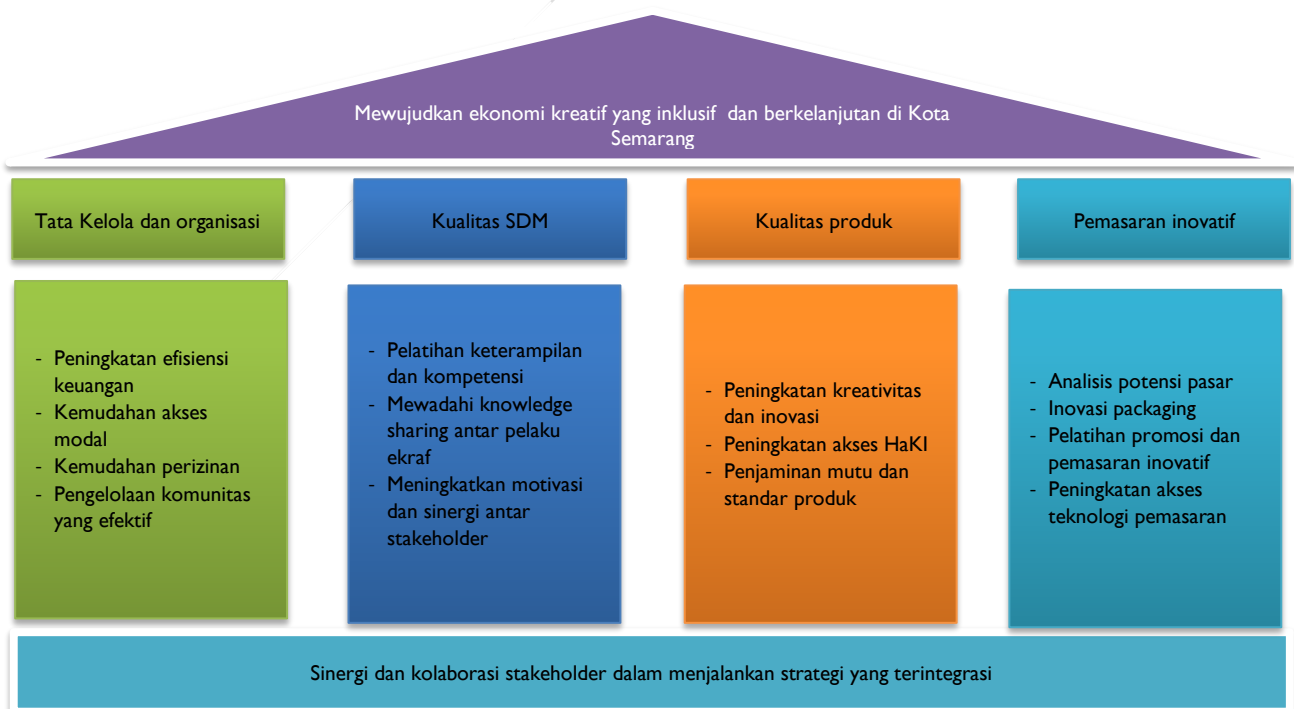 Mewujudkan ekonomi kreatif yang inklusif dan berkelanjutan di Kota
Semarang
Tata Kelola dan organisasi
Kualitas SDM
Kualitas produk
Pemasaran inovatif
- Peningkatan efisiensi
keuangan
- Kemudahan akses
modal
- Kemudahan perizinan
- Pengelolaan komunitas
yang efektif
- Pelatihan keterampilan
dan kompetensi
- Mewadahi knowledge
sharing antar pelaku
ekraf
- Meningkatkan motivasi
dan sinergi antar
stakeholder
- Peningkatan kreativitas
dan inovasi
- Peningkatan akses HaKI
- Penjaminan mutu dan
standar produk
- Analisis potensi pasar
- Inovasi packaging
- Pelatihan promosi dan
pemasaran inovatif
- Peningkatan akses
teknologi pemasaran
Sinergi dan kolaborasi stakeholder dalam menjalankan strategi yang terintegrasi